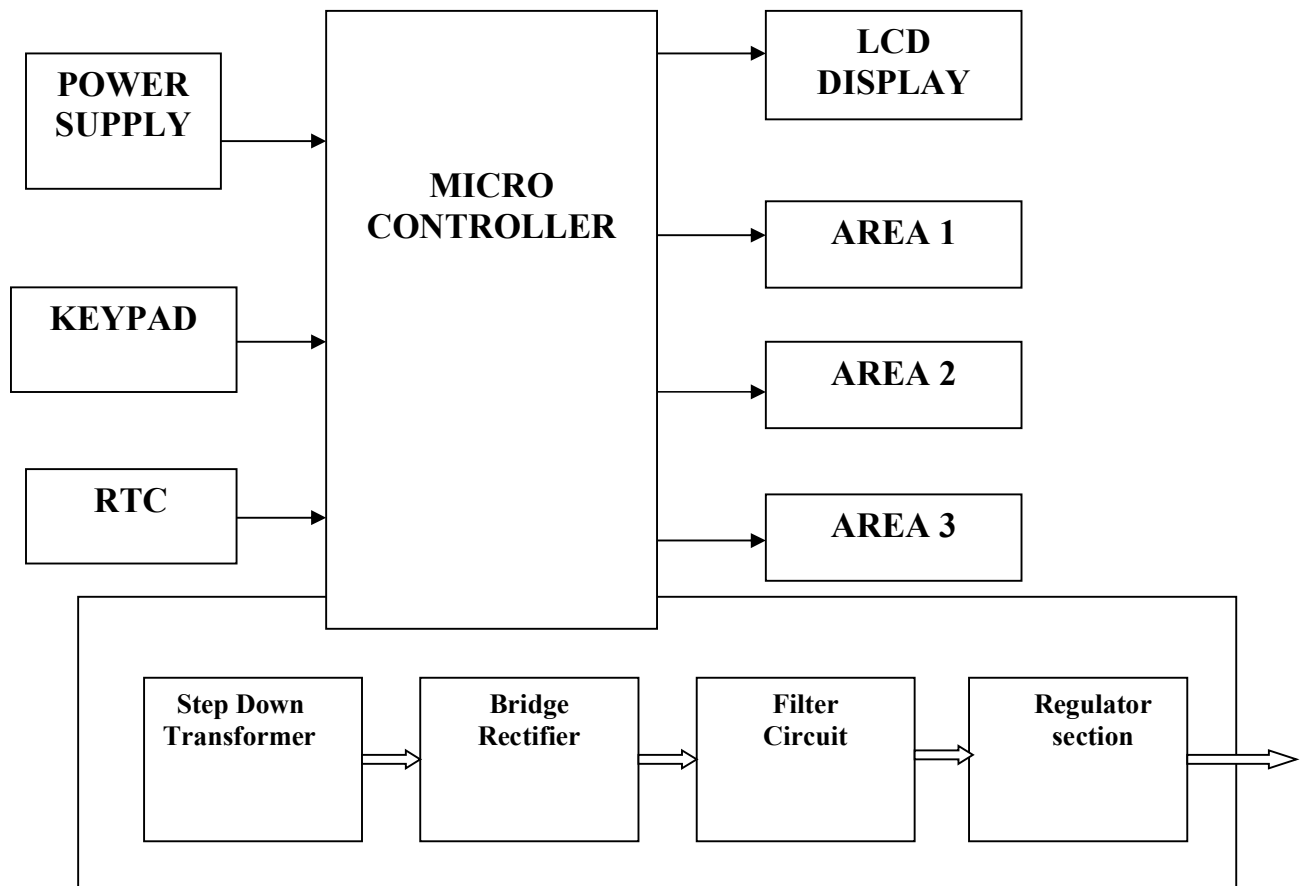 LCD
DISPLAY
POWER
SUPPLY
MICRO
CONTROLLER
AREA 1
KEYPAD
AREA 2
RTC
AREA 3
Step Down
Transformer
Bridge
Rectifier
Filter
Circuit
Regulator
section